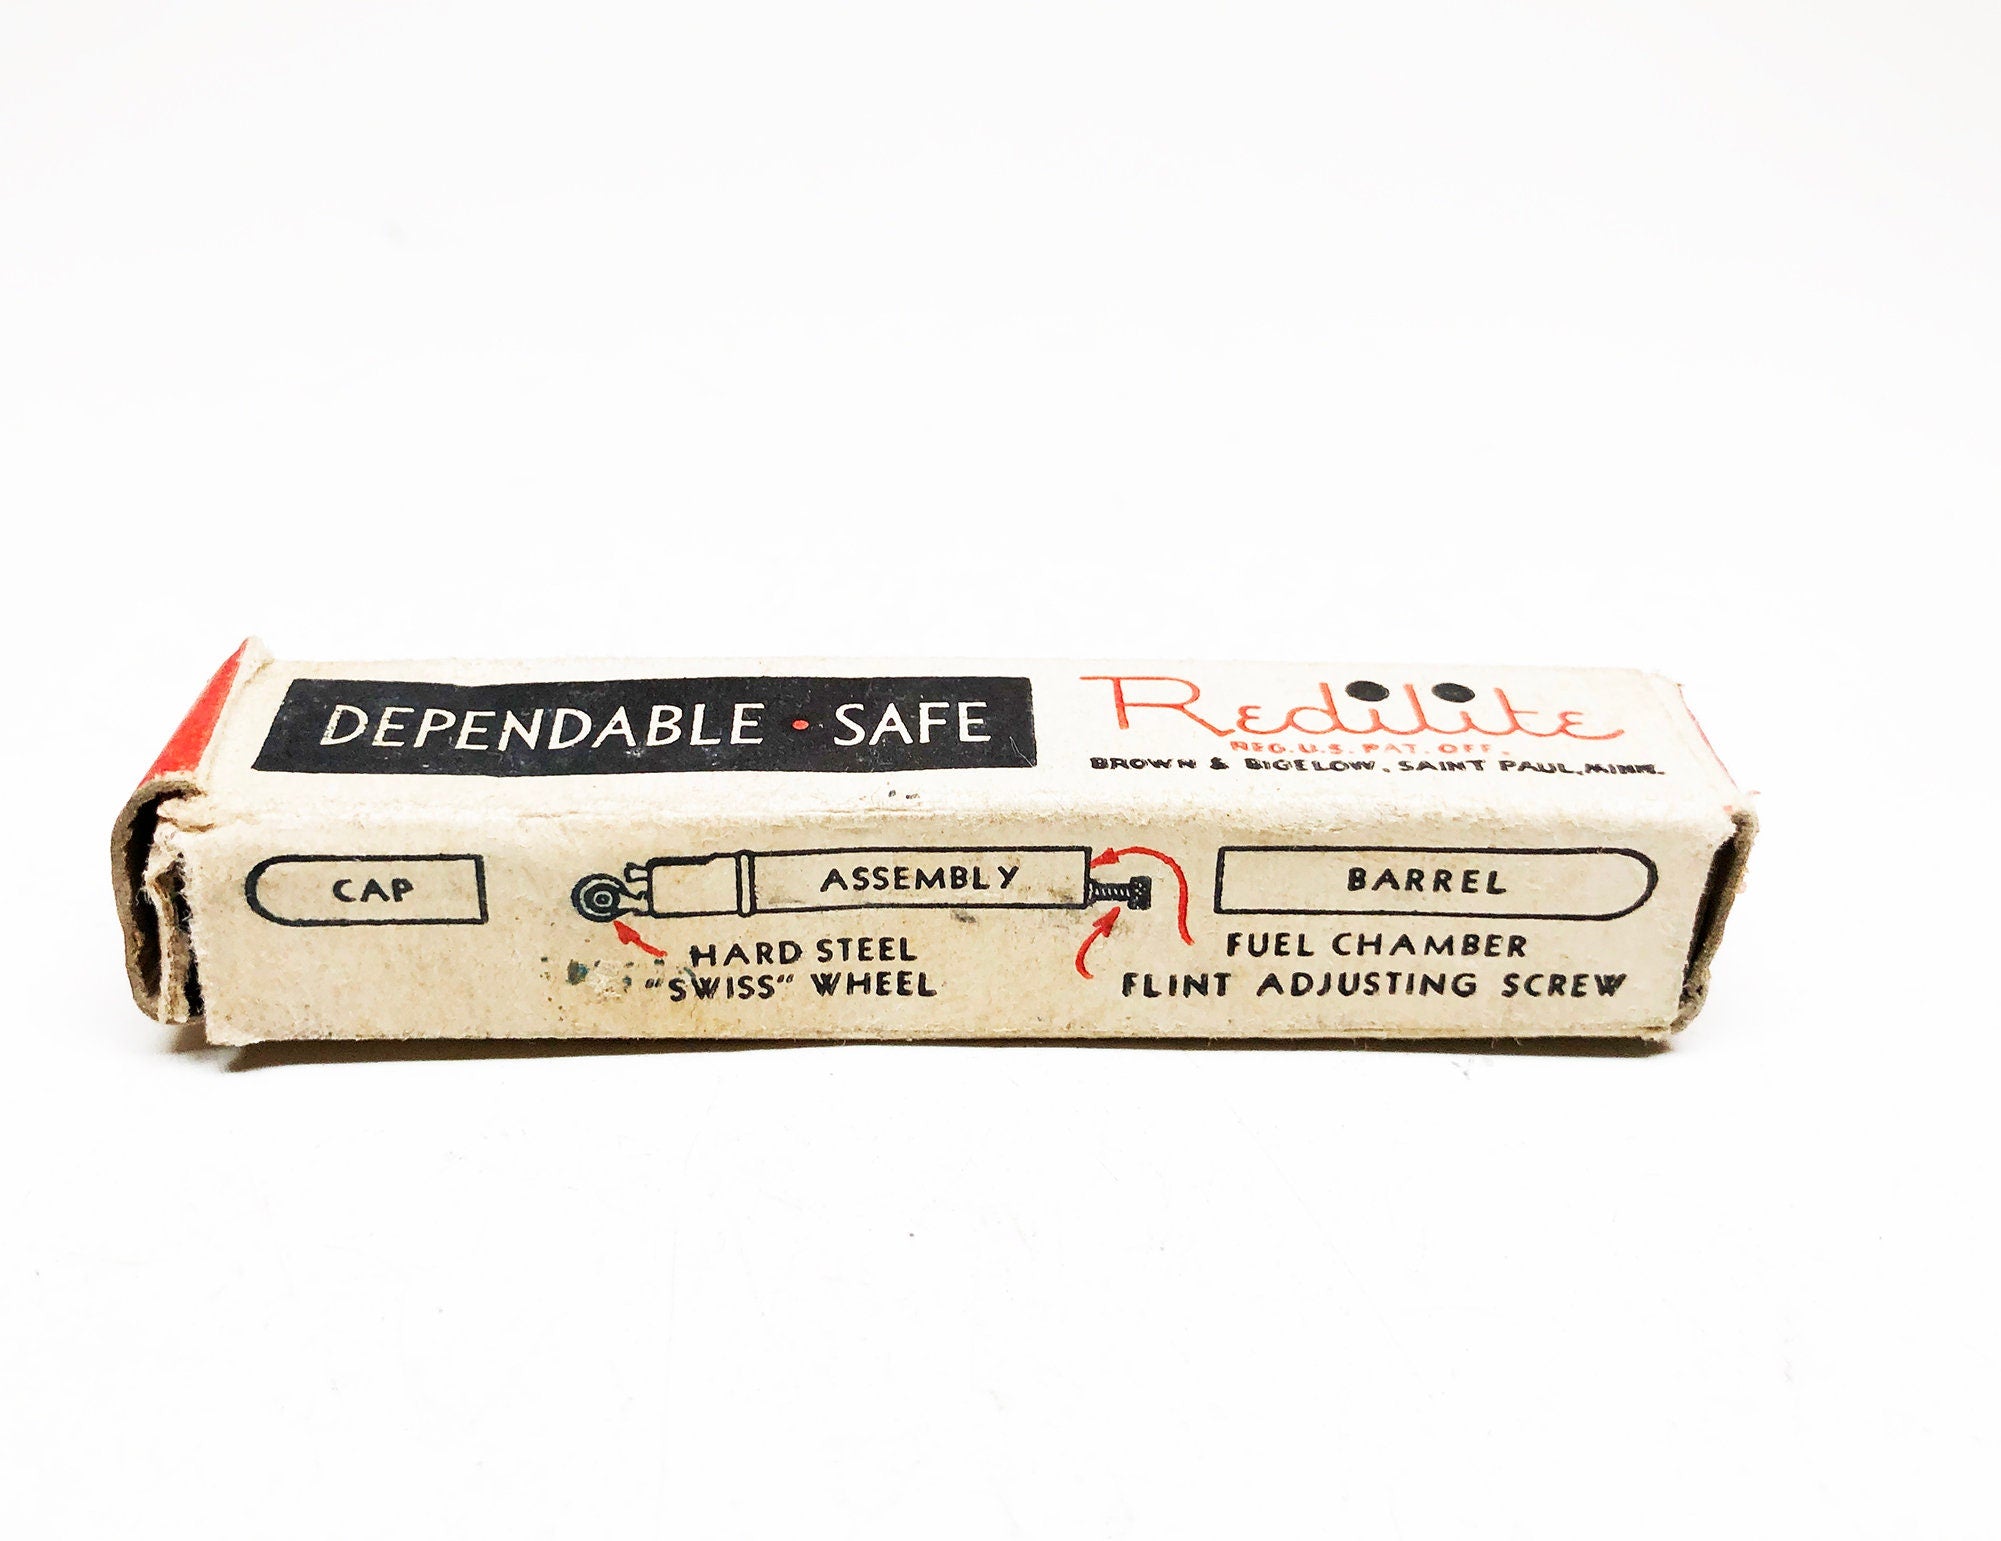 DEPENDABLE • SAFE
Redilite
REG. U.S. PAT. OFF.
BROWN & BIGELOW, SAINT PAUL, MINN.
CAP
ASSEMBLY
BARREL
HARD STEEL
"SWISS" WHEEL
FUEL CHAMBER
FLINT ADJUSTING SCREW